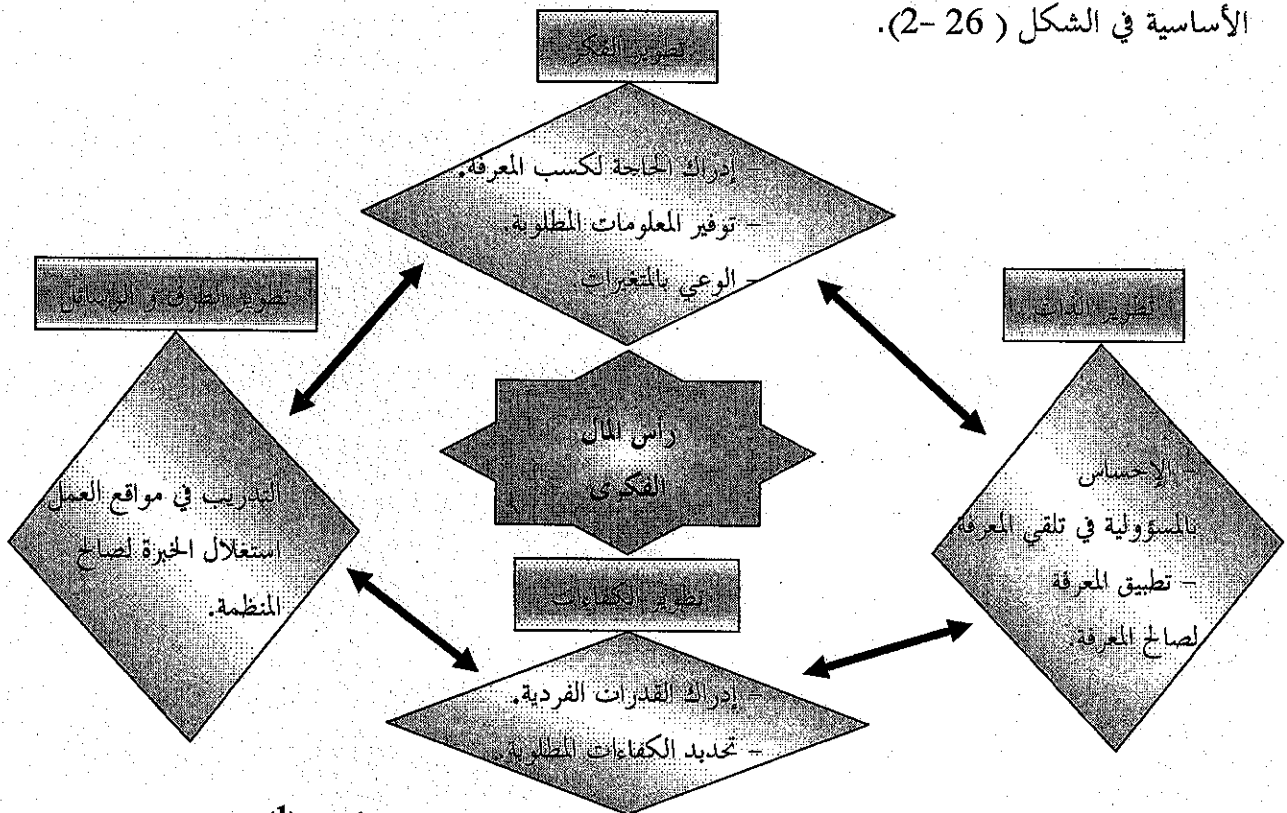 الأساسية في الشكل ( 26 -2).
تطوير الفكر
- إدراك الحاجة لكسب المعرفة.
- توفير المعلومات المطلوبة.
- الوعي بالمتغيرات
تطوير الطرق و الوسائل
تطوير الذات
راس المال
الفكري
- الإحساس
بالمسؤولية في تلقي المعرفة
- تطبيق المعرفة
لصالح المعرفة.
التدريب في مواقع العمل
استغلال الخبرة لصالح
المنظمة.
تطوير الكفاءات
- إدراك القدرات الفردية.
- تحديد الكفاءات المطلوبة.